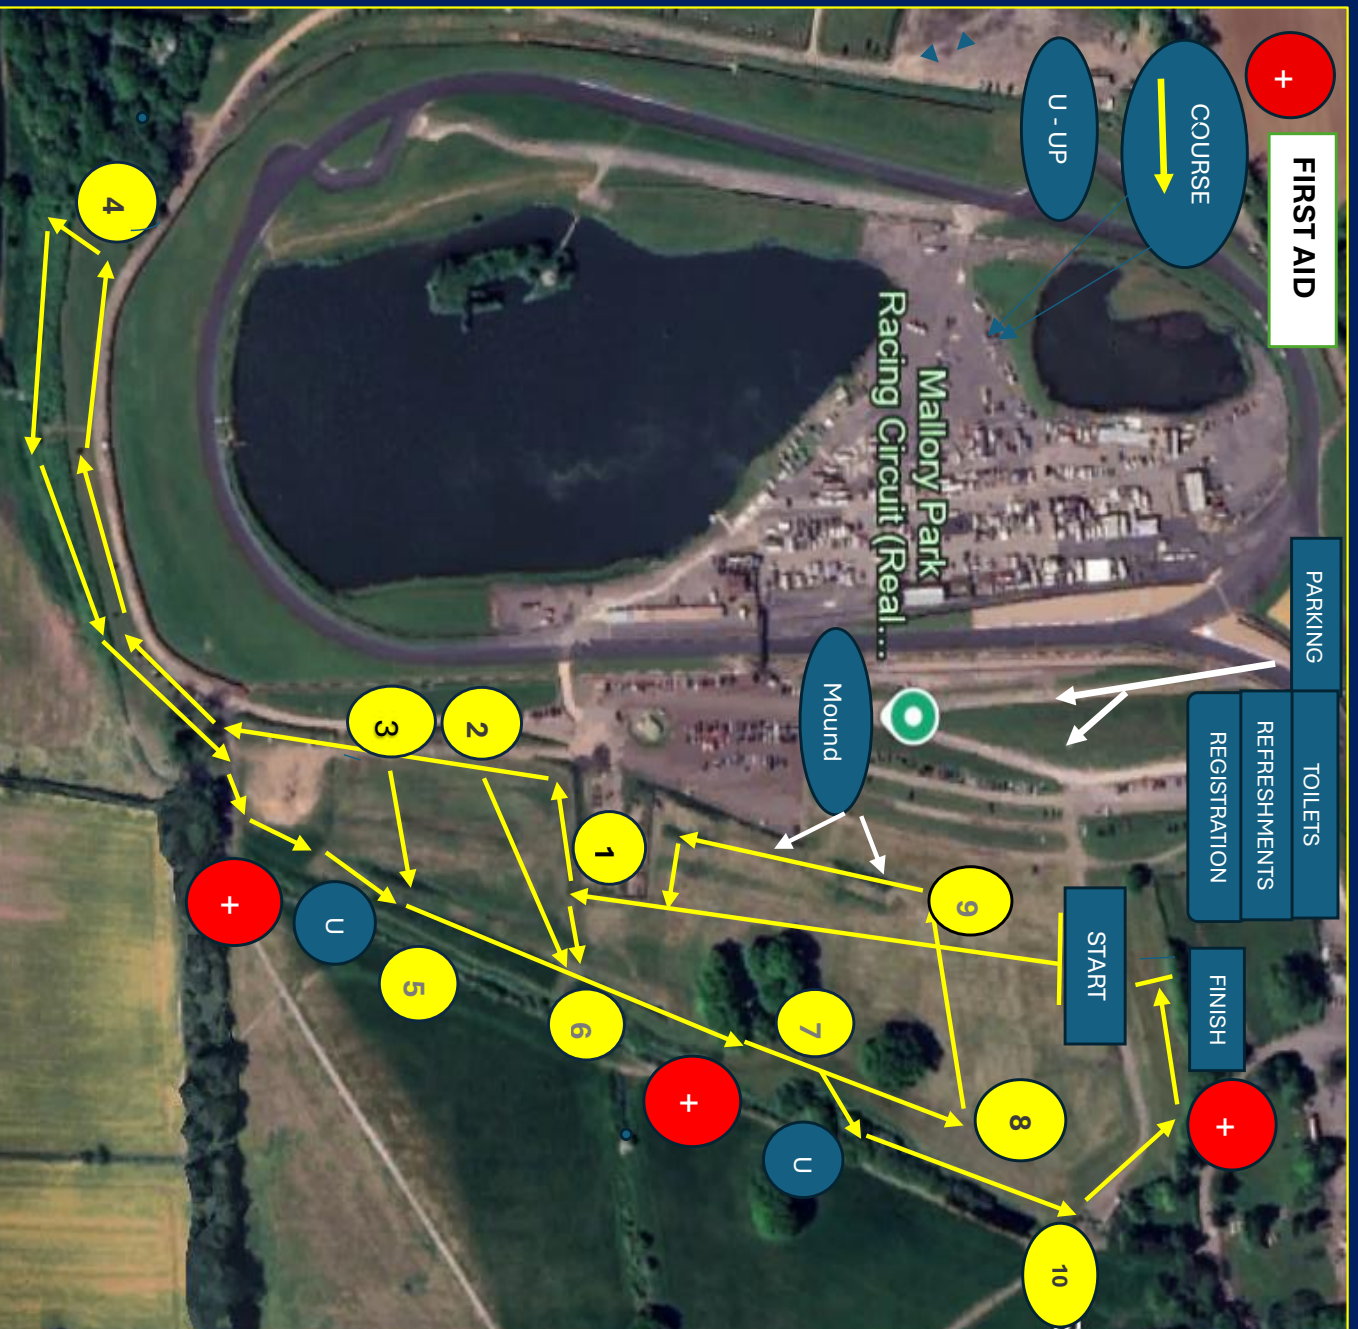 +
FIRST AID
COURSE
U - UP
Mallory Park
Racing Circuit (Real...
PARKING
TOILETS
REFRESHMENTS
REGISTRATION
Mound
START
FINISH
+
1
2
3
4
5
6
7
8
9
10
U
U
+
+